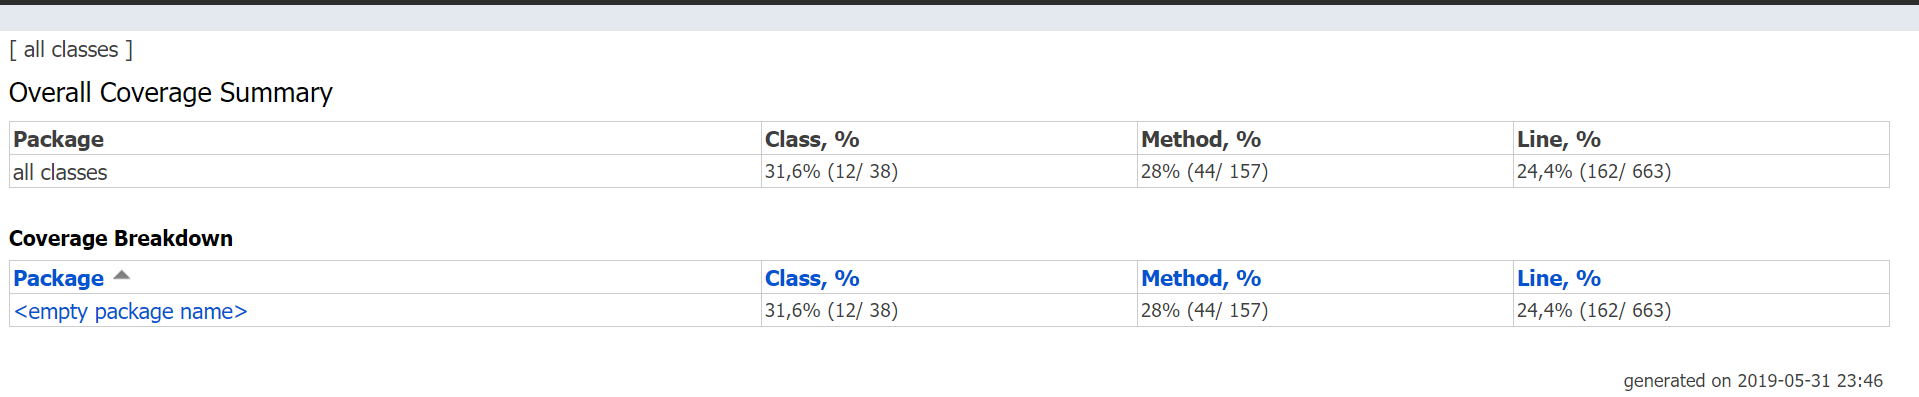 [ all classes ]
Overall Coverage Summary
Package Class, % Method, % Line, %
all classes 31,6% (12/ 38) 28% (44/ 157) 24,4% (162/ 663)
Coverage Breakdown
Package Class, % Method, % Line, %
<empty package name> 31,6% (12/ 38) 28% (44/ 157) 24,4% (162/ 663)
generated on 2019-05-31 23:46